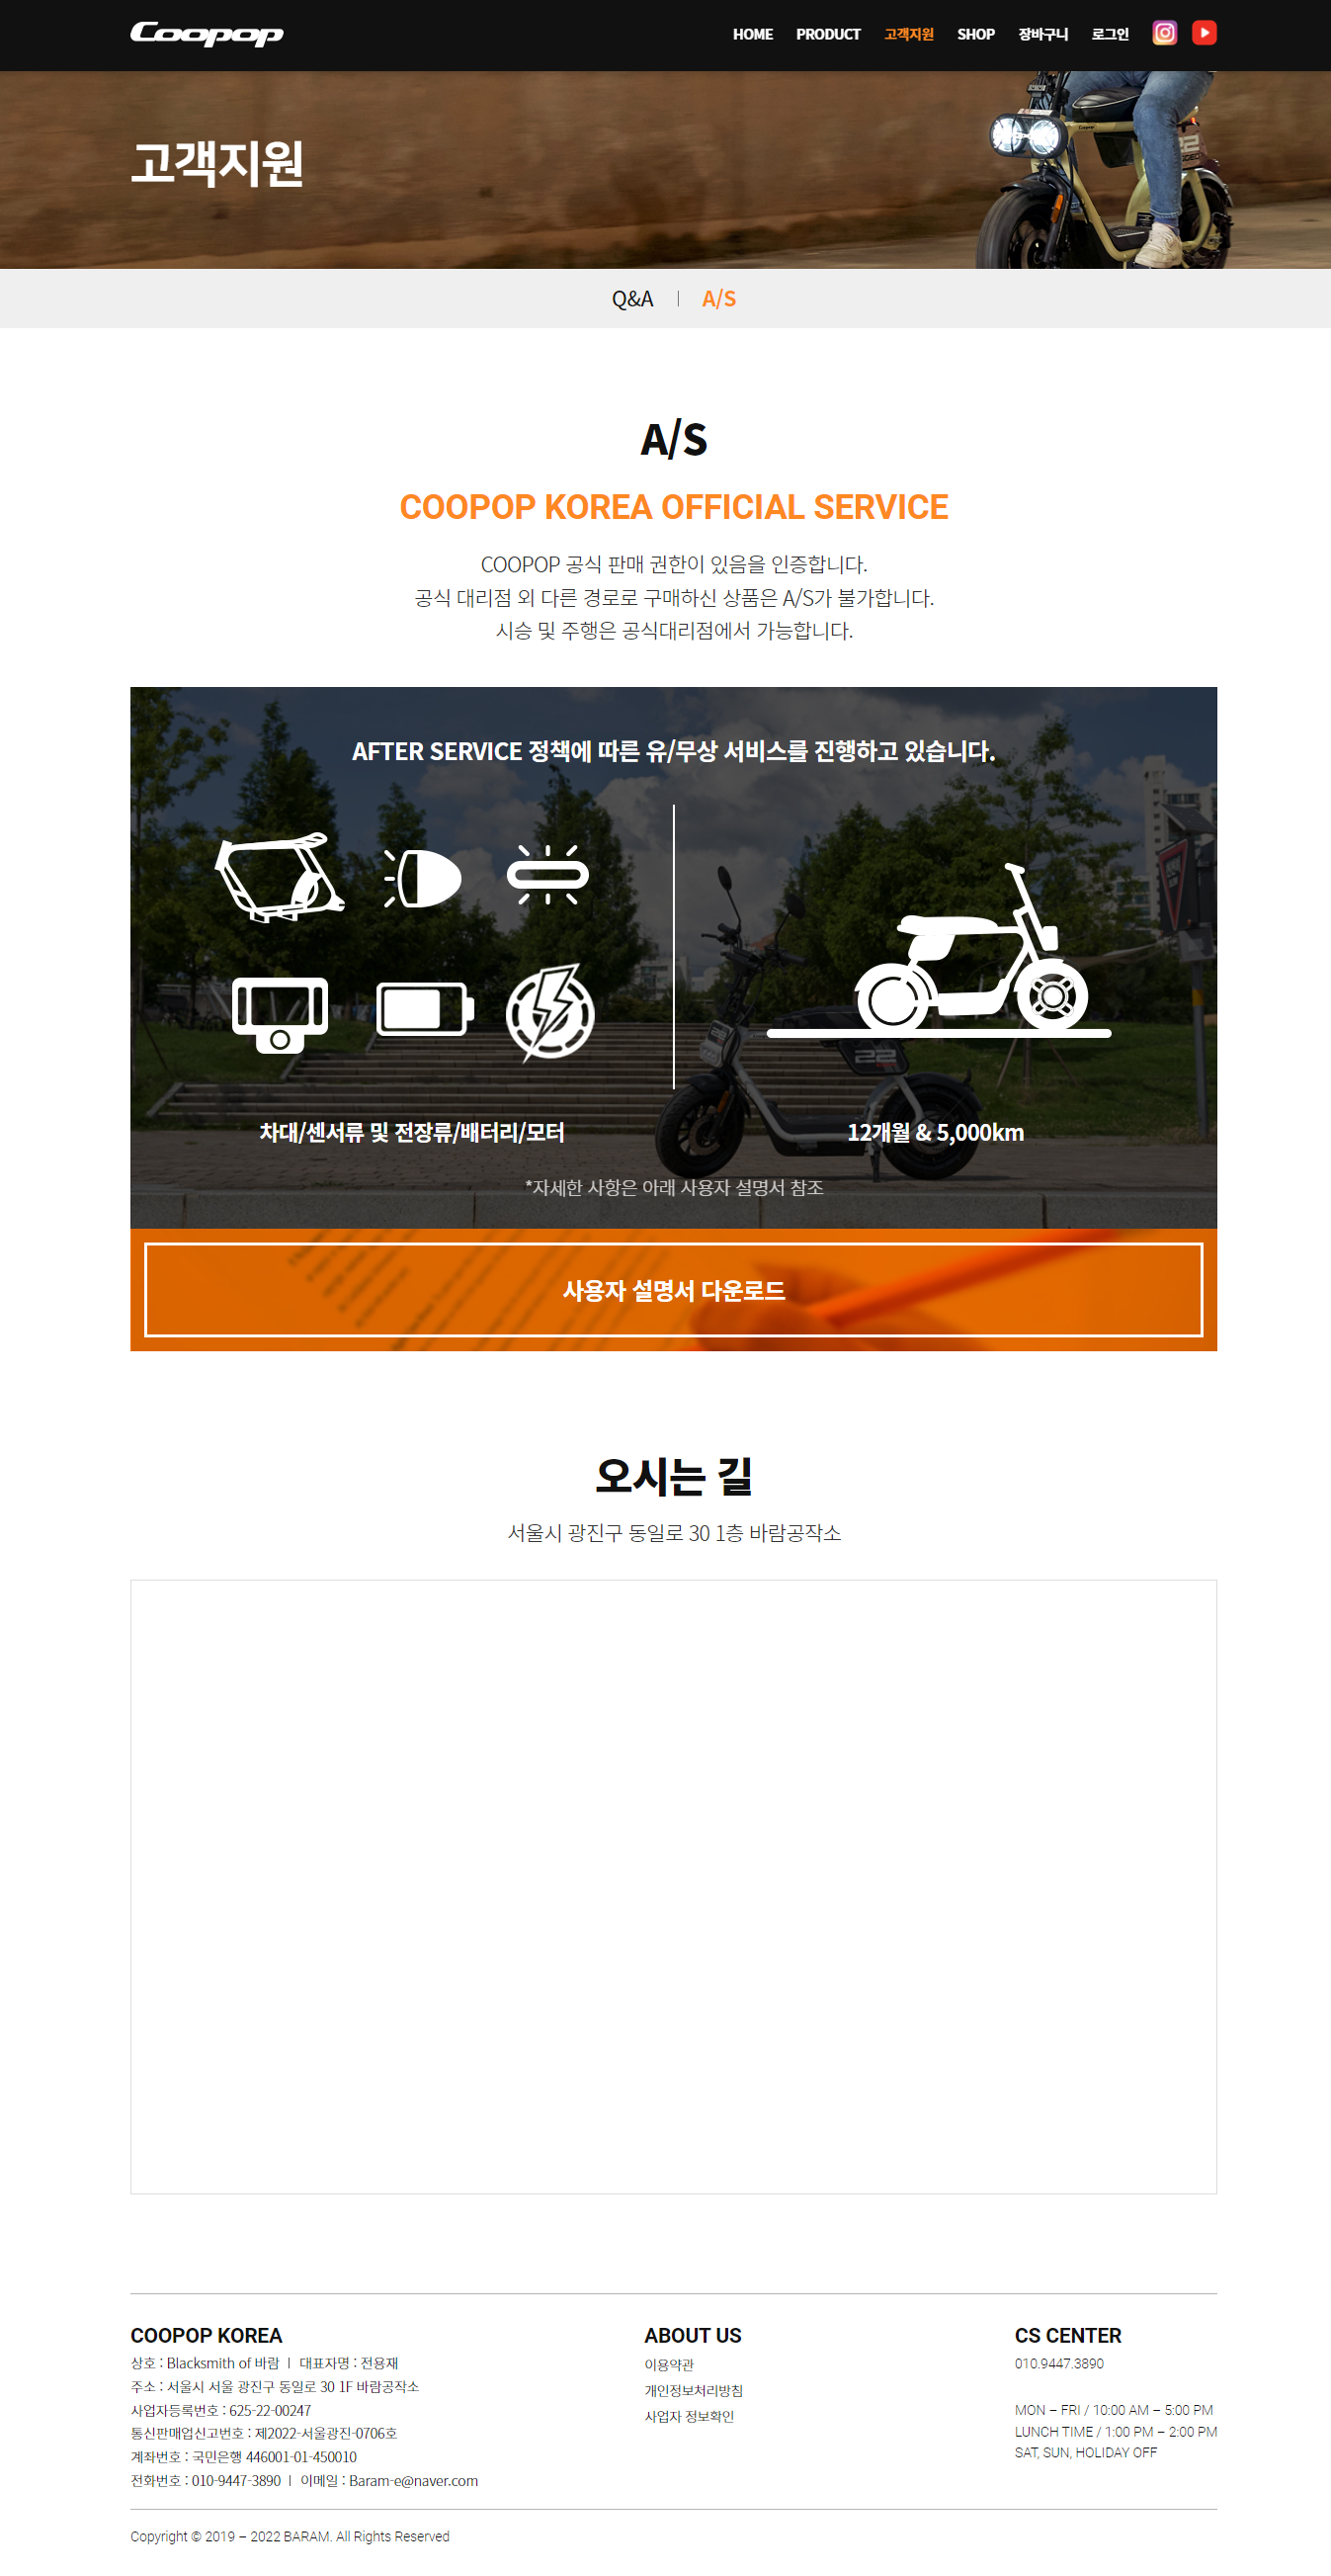 Coopop
HOME PRODUCT 고객지원 SHOP 장바구니 로그인
고객지원
Q&A | A/S
A/S
COOPOP KOREA OFFICIAL SERVICE
COOPOP 공식 판매 권한이 있음을 인증합니다.
공식 대리점 외 다른 경로로 구매하신 상품은 A/S가 불가합니다.
시승 및 주행은 공식대리점에서 가능합니다.
AFTER SERVICE 정책에 따른 유/무상 서비스를 진행하고 있습니다.
차대/센서류 및 전장류/배터리/모터
12개월 & 5,000km
*자세한 사항은 아래 사용자 설명서 참조
사용자 설명서 다운로드
오시는 길
서울시 광진구 동일로 30 1층 바람공작소
COOPOP KOREA
상호 : Blacksmith of 바람 ㅣ 대표자명 : 전용재
주소 : 서울시 서울 광진구 동일로 30 1F 바람공작소
사업자등록번호 : 625-22-00247
통신판매업신고번호 : 제2022-서울광진-0706호
계좌번호 : 국민은행 446001-01-450010
전화번호 : 010-9447-3890 ㅣ 이메일 : Baram-e@naver.com
ABOUT US
이용약관
개인정보처리방침
사업자 정보확인
CS CENTER
010.9447.3890
MON – FRI / 10:00 AM – 5:00 PM
LUNCH TIME / 1:00 PM – 2:00 PM
SAT, SUN, HOLIDAY OFF
Copyright © 2019 – 2022 BARAM. All Rights Reserved